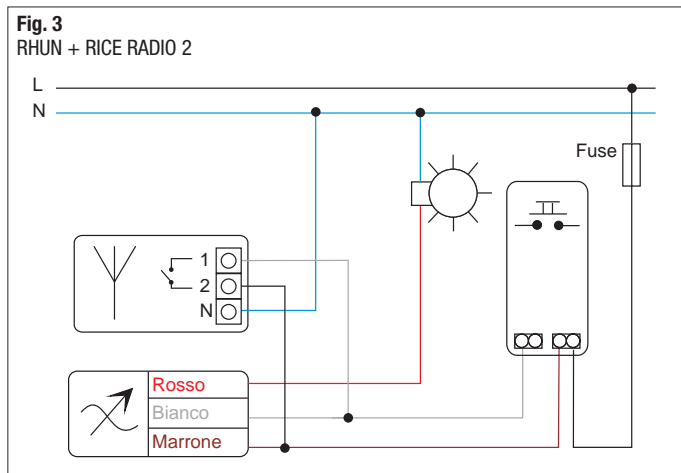 Fig. 3
RHUN + RICE RADIO 2
L
N
Fuse
1
2
N
Rosso
Bianco
Marrone